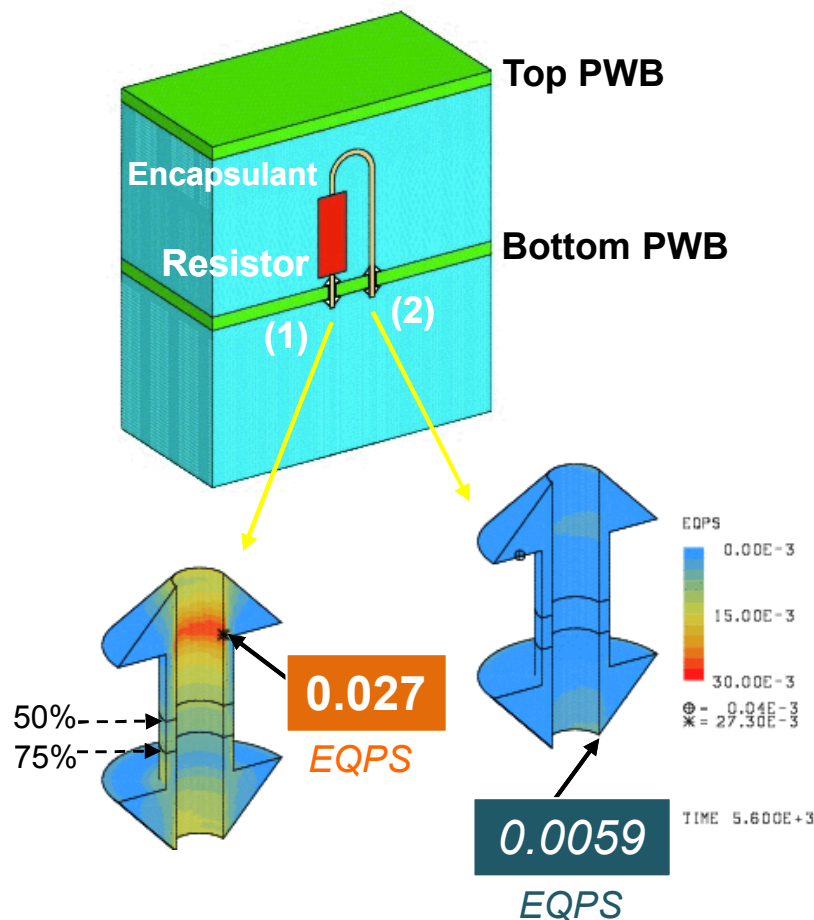 Top PWB
Encapsulant
Bottom PWB
Resistor
(1)
(2)
EQPS
0.00E-3
15.00E-3
30.00E-3
⊕= 0.04E-3
✱= 27.30E-3
0.027
EQPS
50%
75%
0.0059
EQPS
TIME 5.600E+3